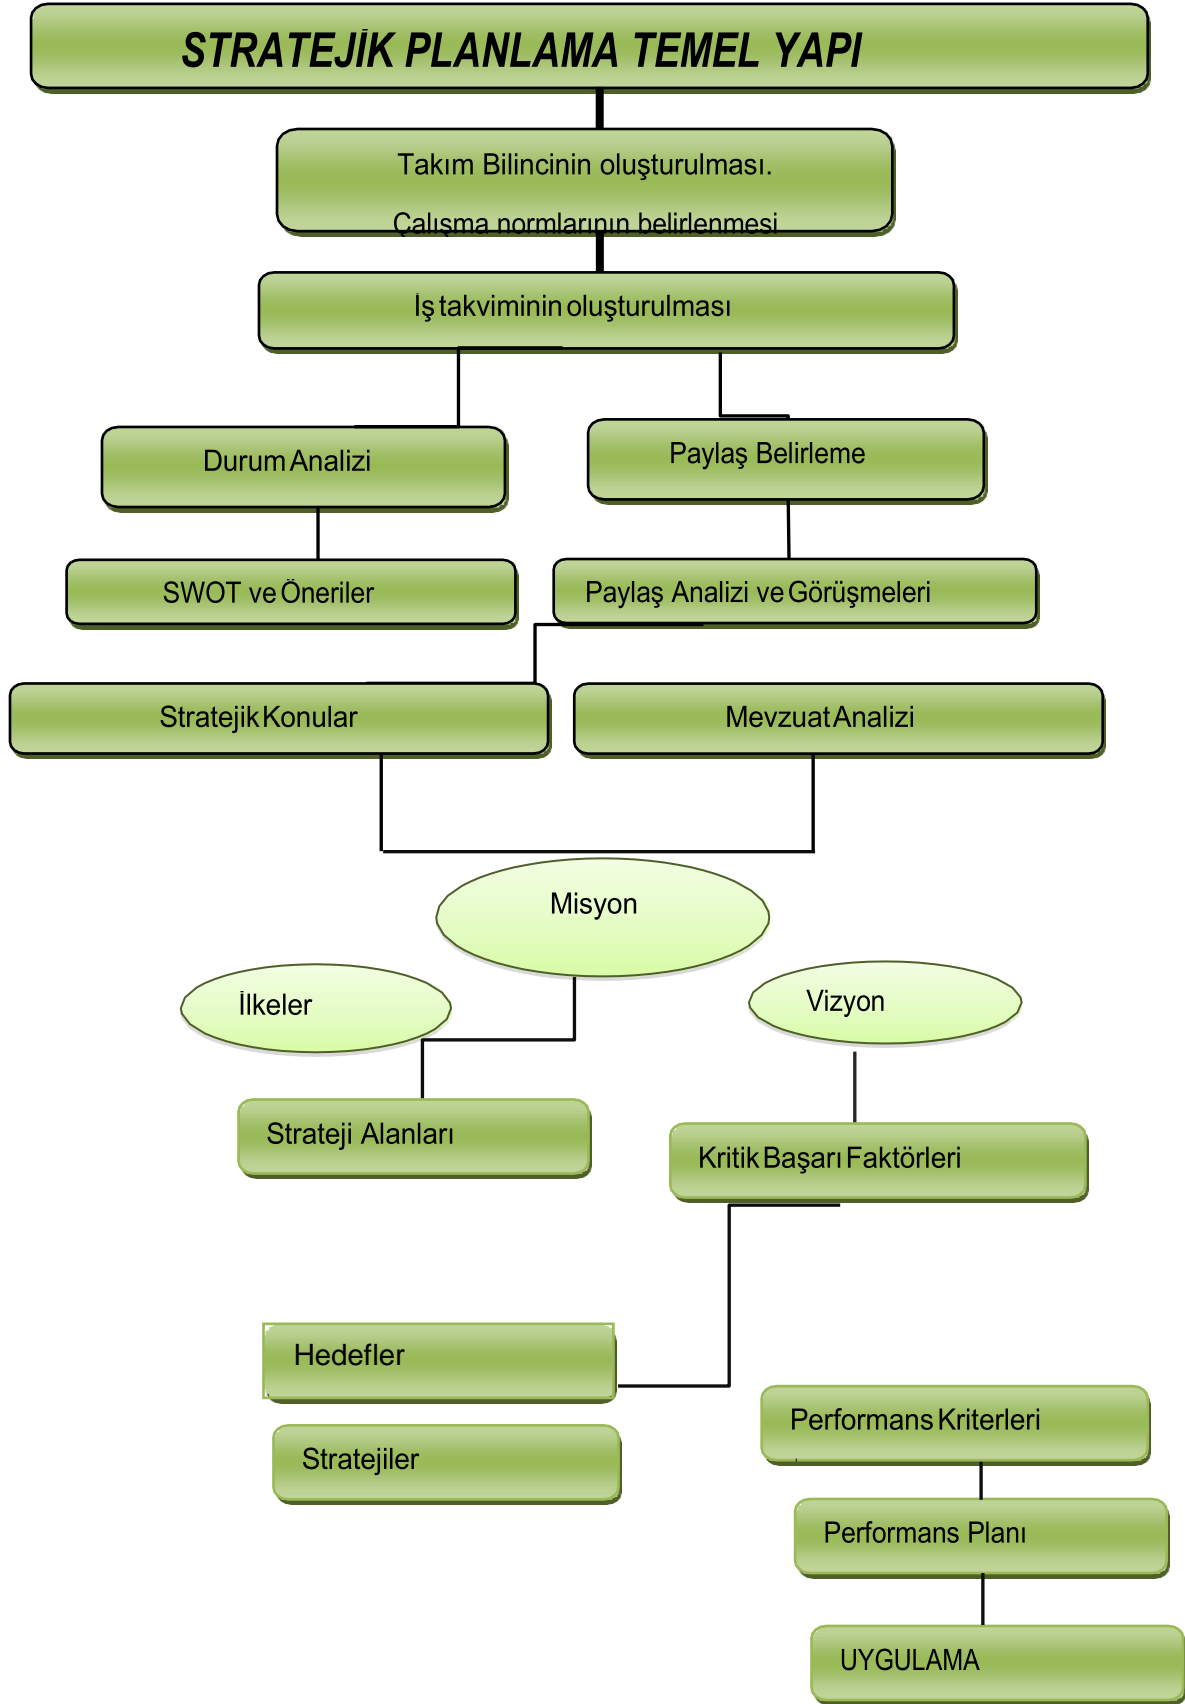 STRATEJİK PLANLAMA TEMEL YAPI
Takım Bilincinin oluşturulması.
Çalışma normlarının belirlenmesi
İş takviminin oluşturulması
Durum Analizi
Paylaş Belirleme
SWOT ve Öneriler
Paylaş Analizi ve Görüşmeleri
Stratejik Konular
Mevzuat Analizi
Misyon
İlkeler
Vizyon
Strateji Alanları
Kritik Başarı Faktörleri
Hedefler
Performans Kriterleri
Stratejiler
Performans Planı
UYGULAMA